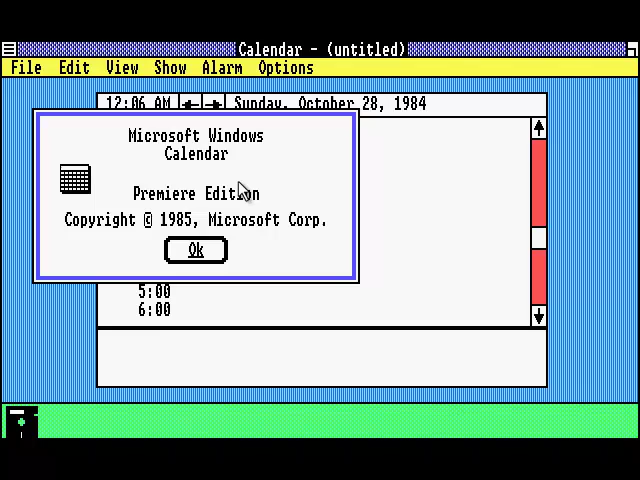 Calendar - (untitled)
File Edit View Show Alarm Options
12:06 AM Sunday, October 28, 1984
Microsoft Windows
Calendar
Premiere Edition
Copyright © 1985, Microsoft Corp.
Ok
5:00
6:00